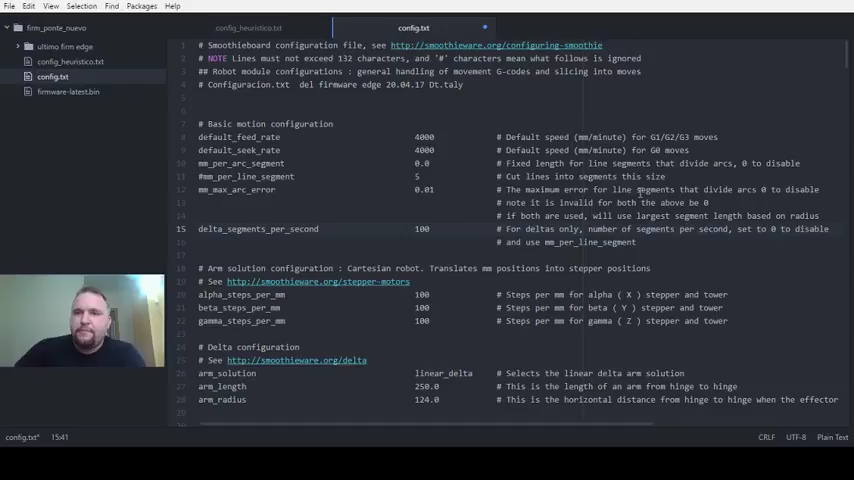 File Edit View Selection Find Packages Help
firm_ponte_nuevo
ultimo firm edge
config_heuristico.txt
config.txt
firmware-latest.bin
config_heuristico.txt config.txt
1 # Smoothieboard configuration file, see http://smoothieware.org/configuring-smoothie
2 # NOTE Lines must not exceed 132 characters, and '#' characters mean what follows is ignored
3 ## Robot module configurations : general handling of movement G-codes and slicing into moves
4 # Configuracion.txt del firmware edge 20.04.17 Dt.taly
5
6
7 # Basic motion configuration
8 default_feed_rate 4000 # Default speed (mm/minute) for G1/G2/G3 moves
9 default_seek_rate 4000 # Default speed (mm/minute) for G0 moves
10 mm_per_arc_segment 0.0 # Fixed length for line segments that divide arcs, 0 to disable
11 #mm_per_line_segment 5 # Cut lines into segments this size
12 mm_max_arc_error 0.01 # The maximum error for line segments that divide arcs 0 to disable
13 # note it is invalid for both the above be 0
14 # if both are used, will use largest segment length based on radius
15 delta_segments_per_second 100 # For deltas only, number of segments per second, set to 0 to disable
16 # and use mm_per_line_segment
17
18 # Arm solution configuration : Cartesian robot. Translates mm positions into stepper positions
19 # See http://smoothieware.org/stepper-motors
20 alpha_steps_per_mm 100 # Steps per mm for alpha ( X ) stepper and tower
21 beta_steps_per_mm 100 # Steps per mm for beta ( Y ) stepper and tower
22 gamma_steps_per_mm 100 # Steps per mm for gamma ( Z ) stepper and tower
23
24 # Delta configuration
25 # See http://smoothieware.org/delta
26 arm_solution linear_delta # Selects the linear delta arm solution
27 arm_length 250.0 # This is the length of an arm from hinge to hinge
28 arm_radius 124.0 # This is the horizontal distance from hinge to hinge when the effector
29
config.txt* 15:41 CRLF UTF-8 Plain Text